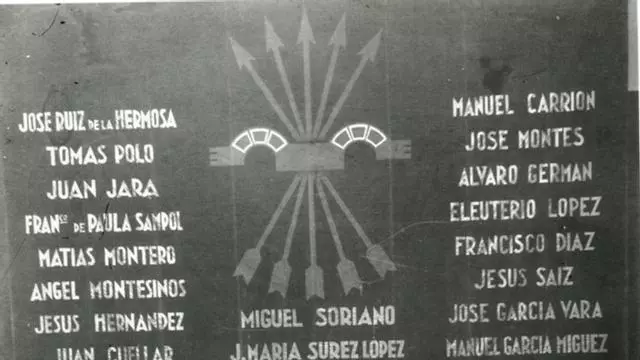 JOSE RUIZ DE LA HERMOSA
TOMAS POLO
JUAN JARA
FRANCO DE PAULA SAMPOL
MATIAS MONTERO
ANGEL MONTESINOS
JESUS HERNANDEZ
JUAN CUELLAR
MIGUEL SORIANO
J. MARIA SUREZ LOPEZ
MANUEL CARRION
JOSE MONTES
ALVARO GERMAN
ELEUTERIO LOPEZ
FRANCISCO DIAZ
JESUS SAIZ
JOSE GARCIA VARA
MANUEL GARCIA MIGUEZ